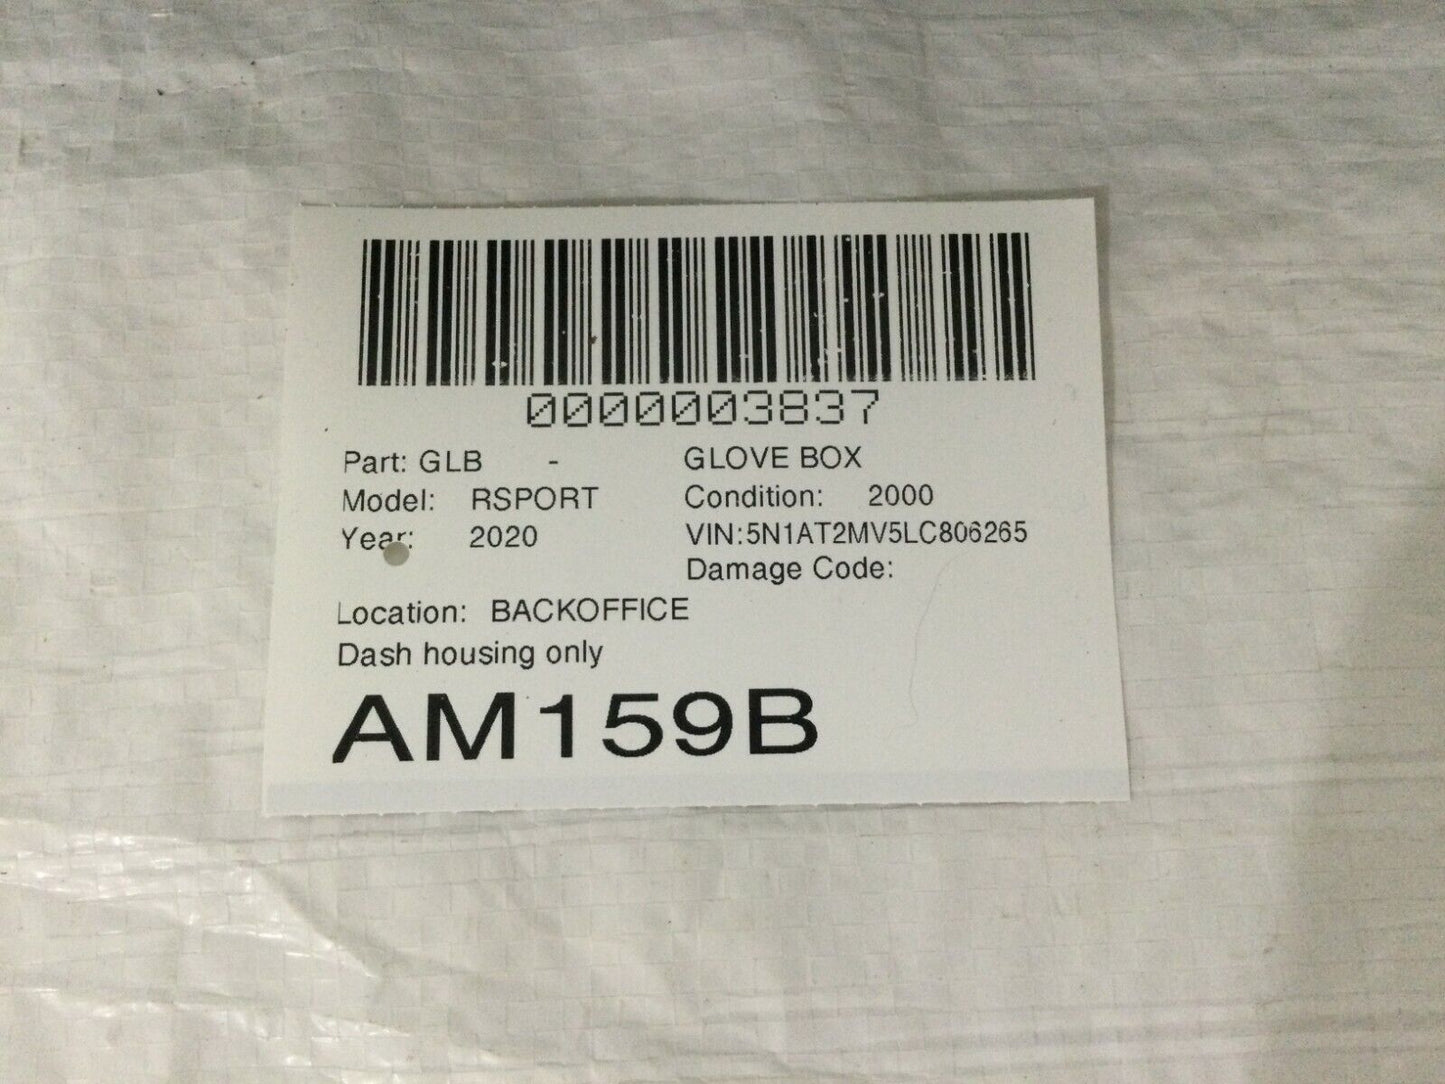 0000003837
Part: GLB - GLOVE BOX
Model: RSPORT Condition: 2000
Year: 2020 VIN:5N1AT2MV5LC806265
Damage Code:
Location: BACKOFFICE
Dash housing only
AM159B